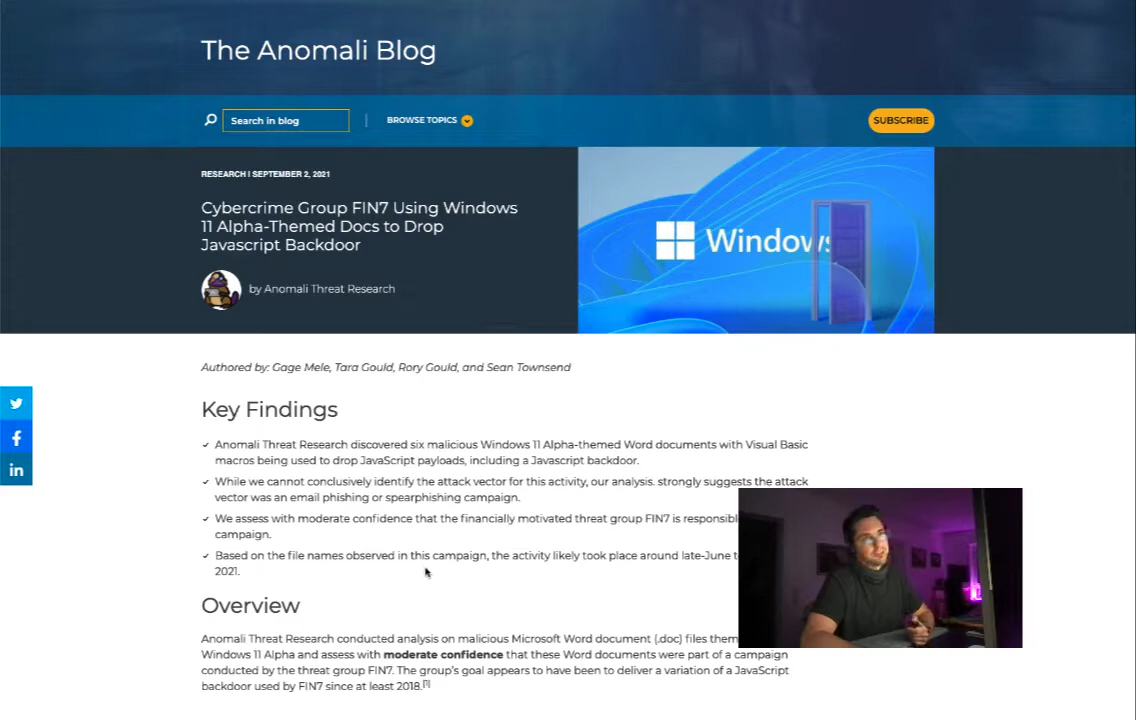 The Anomali Blog
Search in blog
BROWSE TOPICS
SUBSCRIBE
RESEARCH | SEPTEMBER 2, 2021
Cybercrime Group FIN7 Using Windows
11 Alpha-Themed Docs to Drop
Javascript Backdoor
by Anomali Threat Research
Windows
Authored by: Gage Mele, Tara Gould, Rory Gould, and Sean Townsend
Key Findings
Anomali Threat Research discovered six malicious Windows 11 Alpha-themed Word documents with Visual Basic
macros being used to drop JavaScript payloads, including a Javascript backdoor.
While we cannot conclusively identify the attack vector for this activity, our analysis. strongly suggests the attack
vector was an email phishing or spearphishing campaign.
We assess with moderate confidence that the financially motivated threat group FIN7 is responsible
campaign.
Based on the file names observed in this campaign, the activity likely took place around late-June
2021.
Overview
Anomali Threat Research conducted analysis on malicious Microsoft Word document (.doc) files
Windows 11 Alpha and assess with moderate confidence that these Word documents were part of a campaign
conducted by the threat group FIN7. The group's goal appears to have been to deliver a variation of a JavaScript
backdoor used by FIN7 since at least 2018.[1]